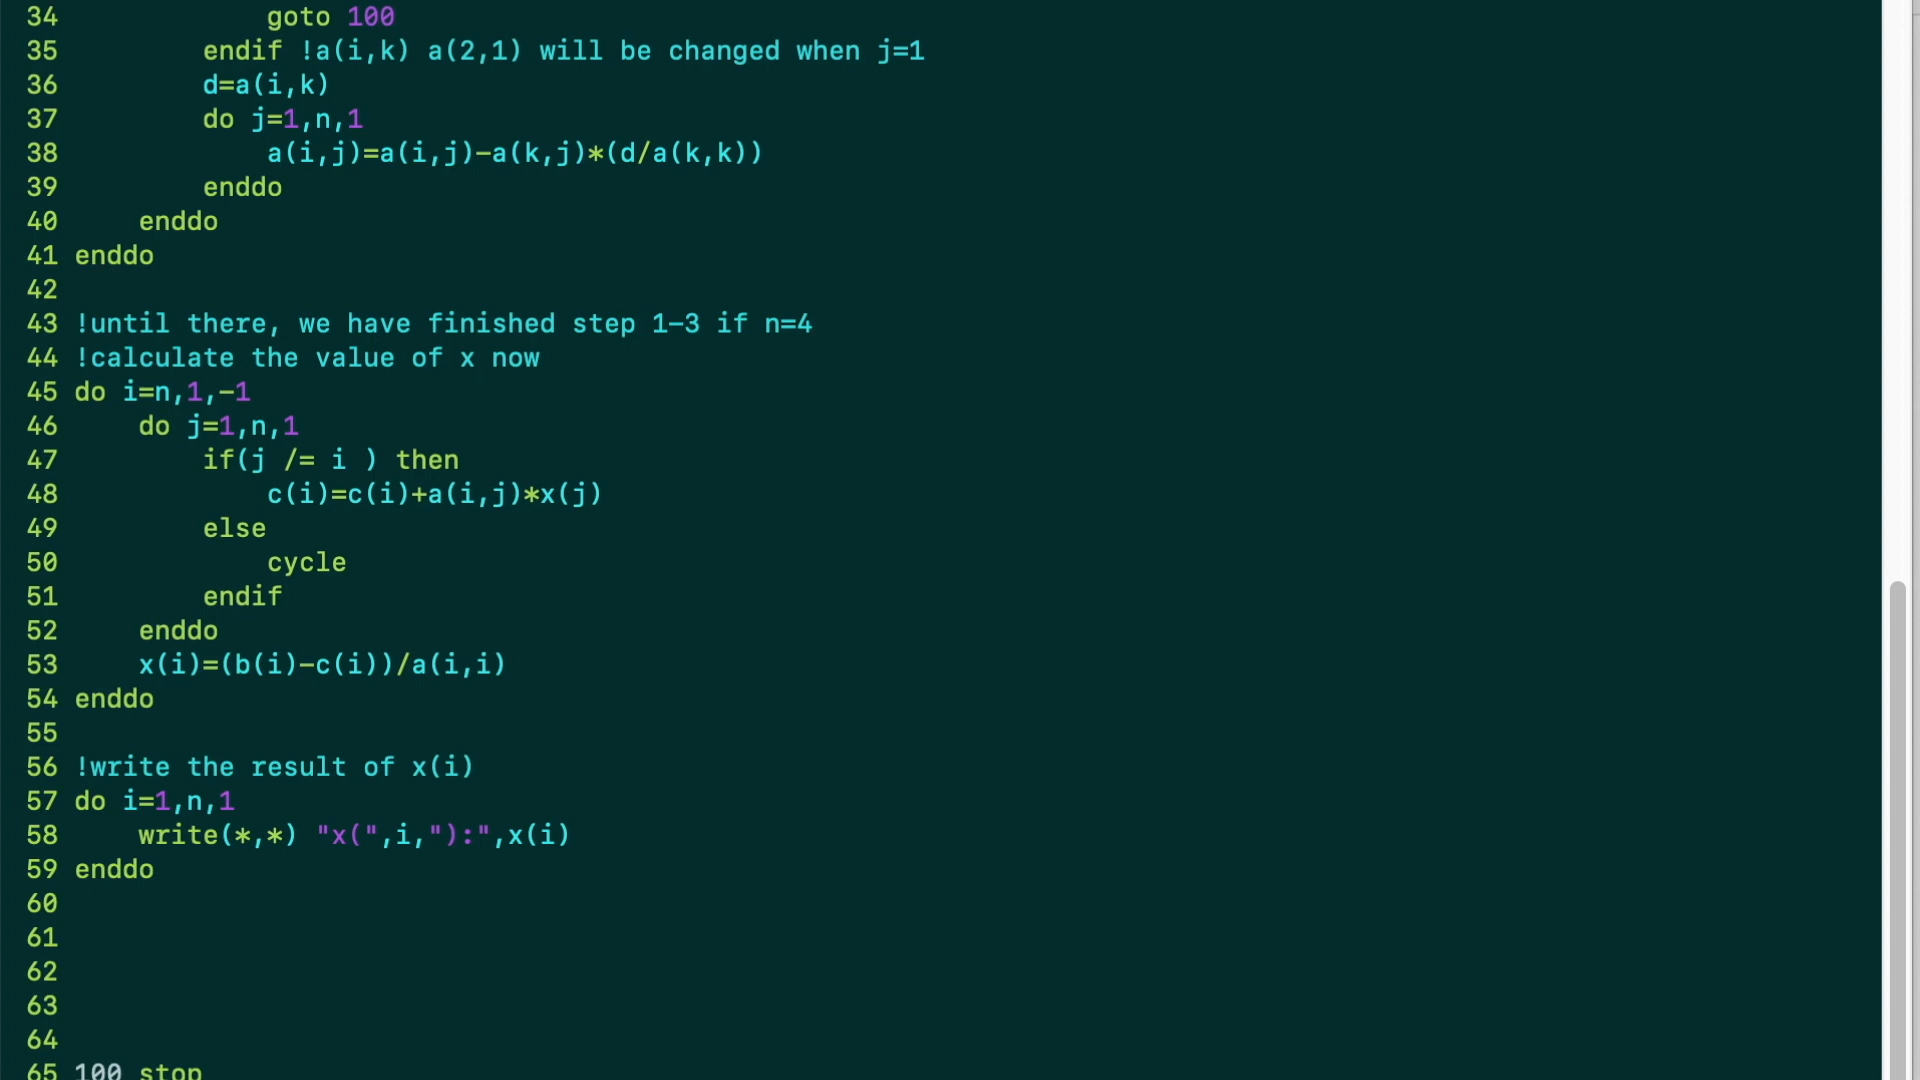 34 goto 100
35 endif !a(i,k) a(2,1) will be changed when j=1
36 d=a(i,k)
37 do j=1,n,1
38 a(i,j)=a(i,j)-a(k,j)*(d/a(k,k))
39 enddo
40 enddo
41 enddo
42
43 !until there, we have finished step 1-3 if n=4
44 !calculate the value of x now
45 do i=n,1,-1
46 do j=1,n,1
47 if(j /= i ) then
48 c(i)=c(i)+a(i,j)*x(j)
49 else
50 cycle
51 endif
52 enddo
53 x(i)=(b(i)-c(i))/a(i,i)
54 enddo
55
56 !write the result of x(i)
57 do i=1,n,1
58 write(*,*) "x(",i,"):",x(i)
59 enddo
60
61
62
63
64
65 100 stop